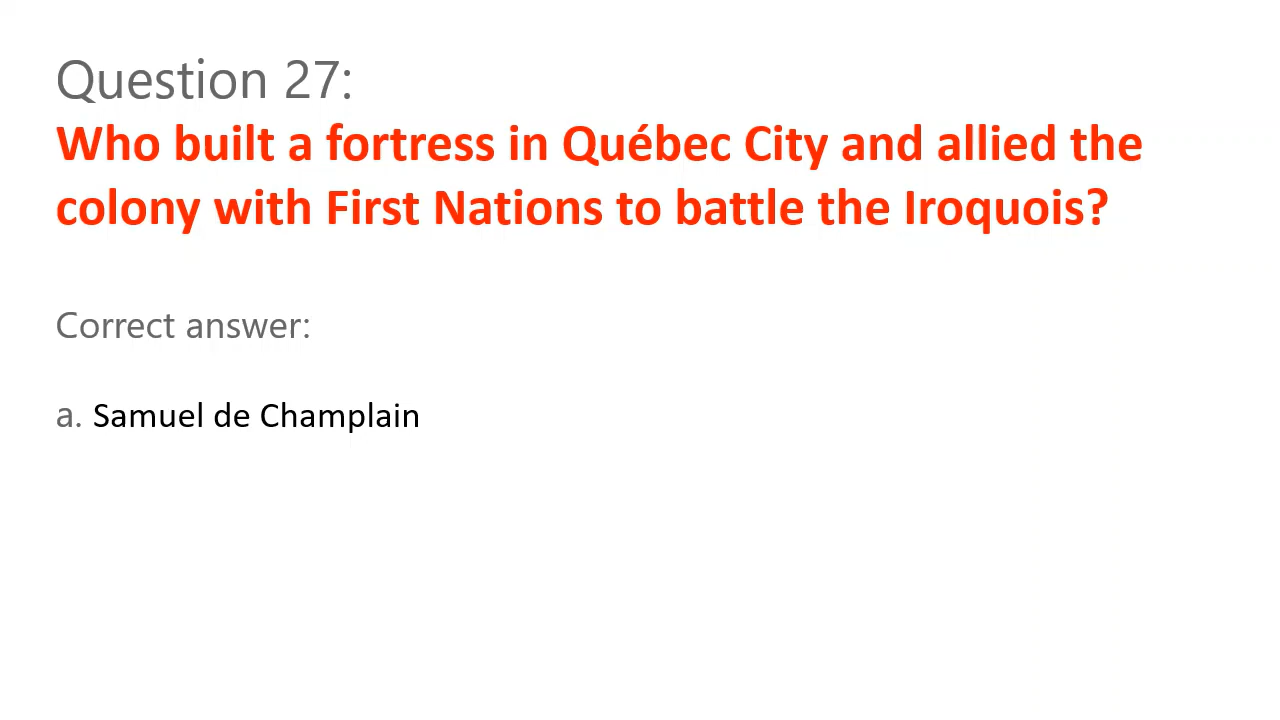 Question 27:
Who built a fortress in Québec City and allied the
colony with First Nations to battle the Iroquois?
Correct answer:
a. Samuel de Champlain